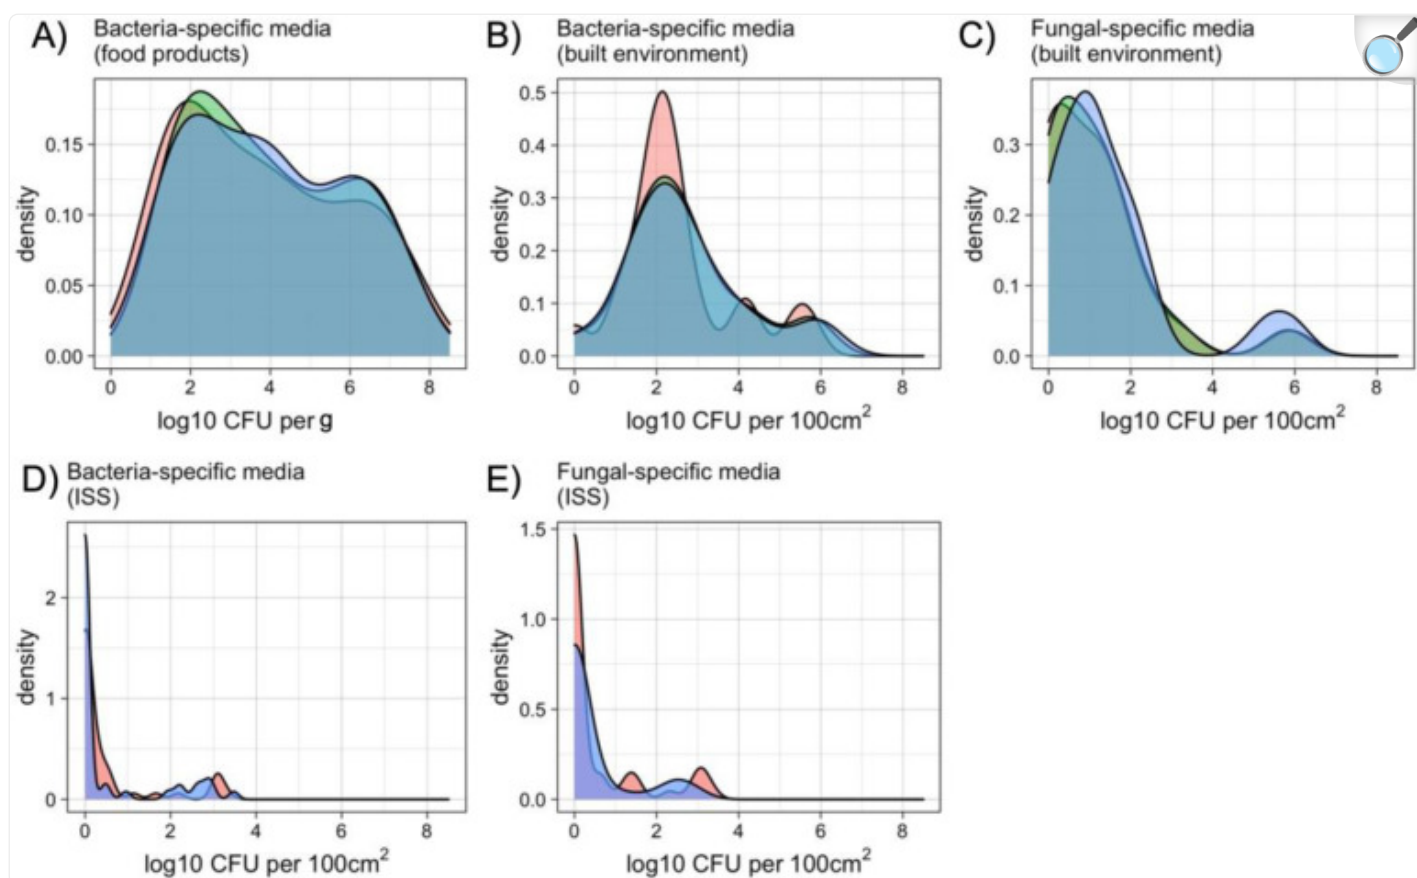 A) Bacteria-specific media
(food products)
density
0.15
0.10
0.05
0.00
0 2 4 6 8
log10 CFU per g
B) Bacteria-specific media
(built environment)
density
0.5
0.4
0.3
0.2
0.1
0.0
0 2 4 6 8
log10 CFU per 100cm²
C) Fungal-specific media
(built environment)
density
0.3
0.2
0.1
0.0
0 2 4 6 8
log10 CFU per 100cm²
D) Bacteria-specific media
(ISS)
density
2
1
0
0 2 4 6 8
log10 CFU per 100cm²
E) Fungal-specific media
(ISS)
density
1.5
1.0
0.5
0.0
0 2 4 6 8
log10 CFU per 100cm²